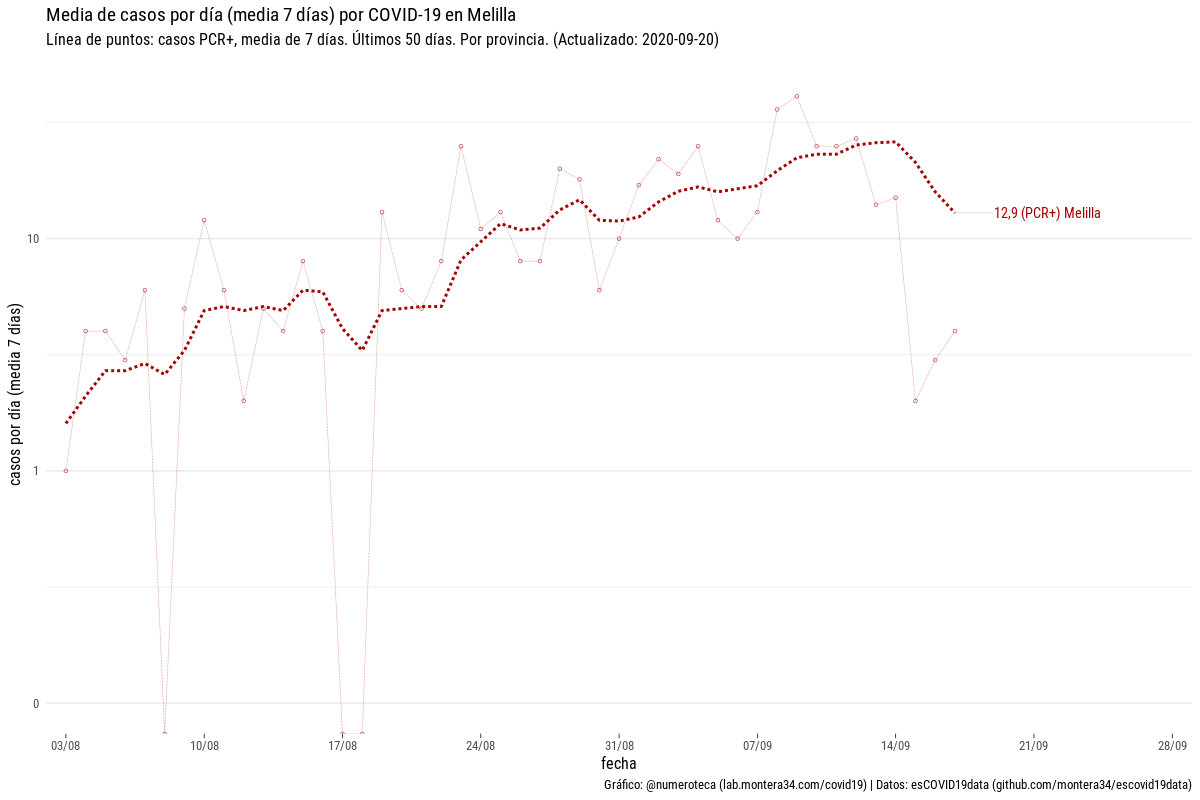 Media de casos por día (media 7 días) por COVID-19 en Melilla
Línea de puntos: casos PCR+, media de 7 días. Últimos 50 días. Por provincia. (Actualizado: 2020-09-20)
casos por día (media 7 días)
10
1
0
12,9 (PCR+) Melilla
03/08
10/08
17/08
24/08
31/08
07/09
14/09
21/09
28/09
fecha
Gráfico: @numeroteca (lab.montera34.com/covid19) | Datos: esCOVID19data (github.com/montera34/escovid19data)